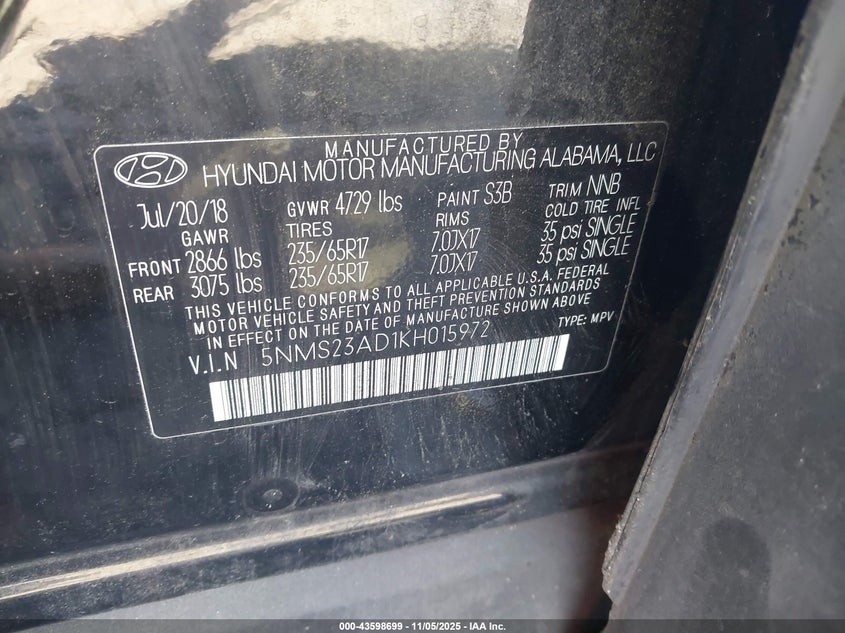 MANUFACTURED BY
HYUNDAI MOTOR MANUFACTURING ALABAMA, LLC
Jul/20/18 GVWR 4729 lbs PAINT S3B TRIM NNB
GAWR TIRES RIMS COLD TIRE INFL
FRONT 2866 lbs 235/65R17 7.0JX17 35 psi SINGLE
REAR 3075 lbs 235/65R17 7.0JX17 35 psi SINGLE
THIS VEHICLE CONFORMS TO ALL APPLICABLE U.S.A. FEDERAL
MOTOR VEHICLE SAFETY AND THEFT PREVENTION STANDARDS
IN EFFECT ON THE DATE OF MANUFACTURE SHOWN ABOVE
V.I.N 5NMS23AD1KH015972 TYPE: MPV
000-43598699 - 11/05/2025 - IAA Inc.